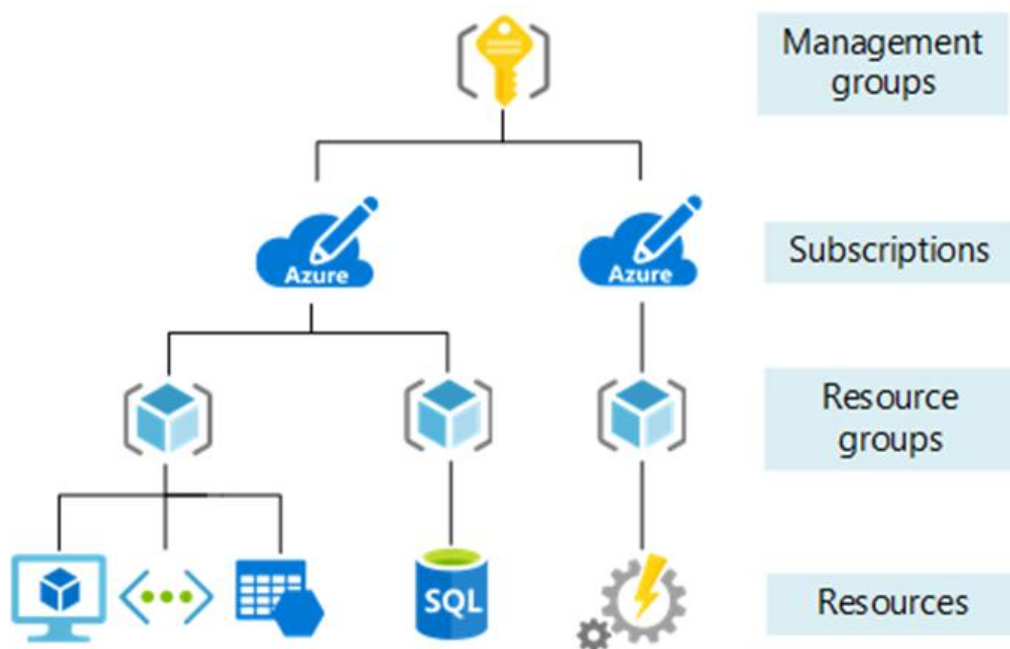 Management
groups
Azure
Azure
Subscriptions
Resource
groups
SQL
Resources